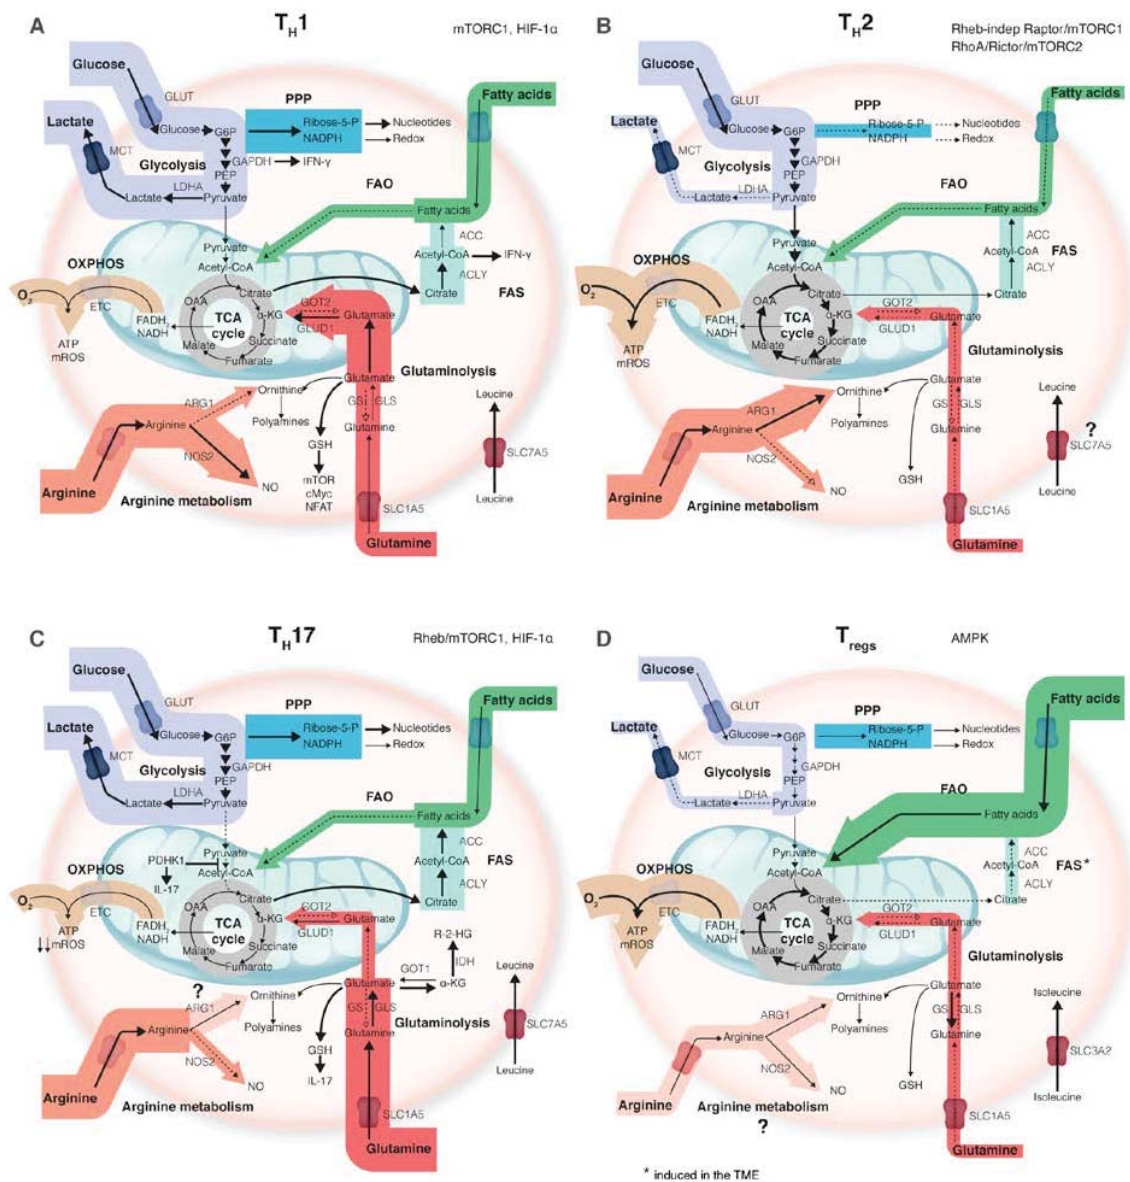 A
T_H1
mTORC1, HIF-1α
Glucose
GLUT
Lactate
MCT
Glucose
G6P
PPP
Ribose-5-P
NADPH
Nucleotides
Redox
Fatty acids
Glycolysis
GAPDH
IFN-γ
PEP
LDHA
Lactate
Pyruvate
FAO
Fatty acids
ACC
Acetyl-CoA
IFN-γ
ACLY
Citrate
FAS
Pyruvate
Acetyl-CoA
OXPHOS
O₂
ETC
ATP
mROS
FADH₂
NADH
OAA
Citrate
TCA
cycle
α-KG
Succinate
Fumarate
Malate
GOT2
GLUD1
Glutamate
Glutaminolysis
Glutamate
GS
GLS
Glutamine
Ornithine
Polyamines
GSH
mTOR
cMyc
NFAT
ARG1
Arginine
NOS2
NO
Arginine
Arginine metabolism
SLC1A5
Glutamine
Leucine
SLC7A5
Leucine
B
T_H2
Rheb-indep Raptor/mTORC1
RhoA/Rictor/mTORC2
Glucose
GLUT
Lactate
MCT
Glucose
G6P
PPP
Ribose-5-P
NADPH
Nucleotides
Redox
Fatty acids
Glycolysis
GAPDH
PEP
LDHA
Lactate
Pyruvate
FAO
Fatty acids
ACC
Acetyl-CoA
FAS
ACLY
Citrate
Pyruvate
Acetyl-CoA
OXPHOS
O₂
ETC
ATP
mROS
FADH₂
NADH
OAA
Citrate
TCA
cycle
α-KG
Succinate
Fumarate
Malate
GOT2
GLUD1
Glutamate
Glutaminolysis
Glutamate
GS
GLS
Glutamine
Ornithine
Polyamines
GSH
ARG1
Arginine
NOS2
NO
Arginine
Arginine metabolism
SLC1A5
Glutamine
Leucine
?
SLC7A5
Leucine
C
T_H17
Rheb/mTORC1, HIF-1α
Glucose
GLUT
Lactate
MCT
Glucose
G6P
PPP
Ribose-5-P
NADPH
Nucleotides
Redox
Fatty acids
Glycolysis
GAPDH
PEP
LDHA
Lactate
Pyruvate
FAO
Fatty acids
ACC
Acetyl-CoA
FAS
ACLY
Citrate
PDHK1
IL-17
Pyruvate
Acetyl-CoA
OXPHOS
O₂
ETC
ATP
↓↓ mROS
FADH₂
NADH
OAA
Citrate
TCA
cycle
α-KG
Succinate
Fumarate
Malate
GOT2
GLUD1
Glutamate
R-2-HG
IDH
GOT1
α-KG
Glutamate
GS
GLS
Glutaminolysis
Glutamine
Ornithine
Polyamines
GSH
IL-17
?
ARG1
Arginine
NOS2
NO
Arginine
Arginine metabolism
SLC1A5
Glutamine
Leucine
SLC7A5
Leucine
D
T_regs
AMPK
Glucose
GLUT
Lactate
MCT
Glucose
G6P
PPP
Ribose-5-P
NADPH
Nucleotides
Redox
Fatty acids
Glycolysis
GAPDH
PEP
LDHA
Lactate
Pyruvate
FAO
Fatty acids
ACC
Acetyl-CoA
FAS*
ACLY
Citrate
Pyruvate
Acetyl-CoA
OXPHOS
O₂
ETC
ATP
mROS
FADH₂
NADH
OAA
Citrate
TCA
cycle
α-KG
Succinate
Fumarate
Malate
GOT2
GLUD1
Glutamate
Glutaminolysis
Glutamate
GS
GLS
Glutamine
Ornithine
Polyamines
GSH
ARG1
Arginine
NOS2
NO
Arginine
Arginine metabolism
?
SLC1A5
Glutamine
Isoleucine
SLC3A2
Isoleucine
* induced in the TME